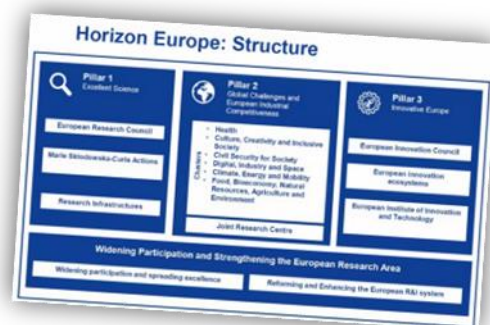 Horizon Europe: Structure
Pillar 1
Excellent Science
European Research Council
Marie Skłodowska-Curie Actions
Research Infrastructures
Pillar 2
Global Challenges and
European Industrial
Competitiveness
Clusters
• Health
• Culture, Creativity and Inclusive
Society
• Civil Security for Society
• Digital, Industry and Space
• Climate, Energy and Mobility
• Food, Bioeconomy, Natural
Resources, Agriculture and
Environment
Joint Research Centre
Pillar 3
Innovative Europe
European Innovation Council
European innovation
ecosystems
European Institute of Innovation
and Technology
Widening Participation and Strengthening the European Research Area
Widening participation and spreading excellence
Reforming and Enhancing the European R&I system